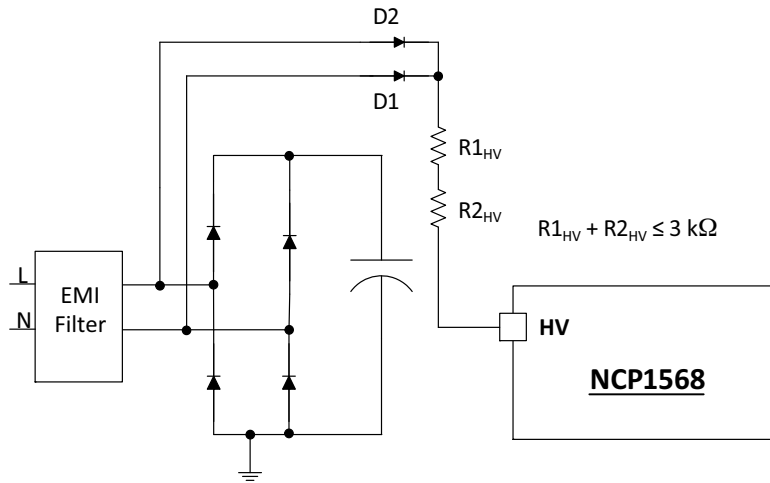 D2
D1
R1HV
R2HV
R1HV + R2HV ≤ 3 kΩ
L
N
EMI
Filter
HV
NCP1568